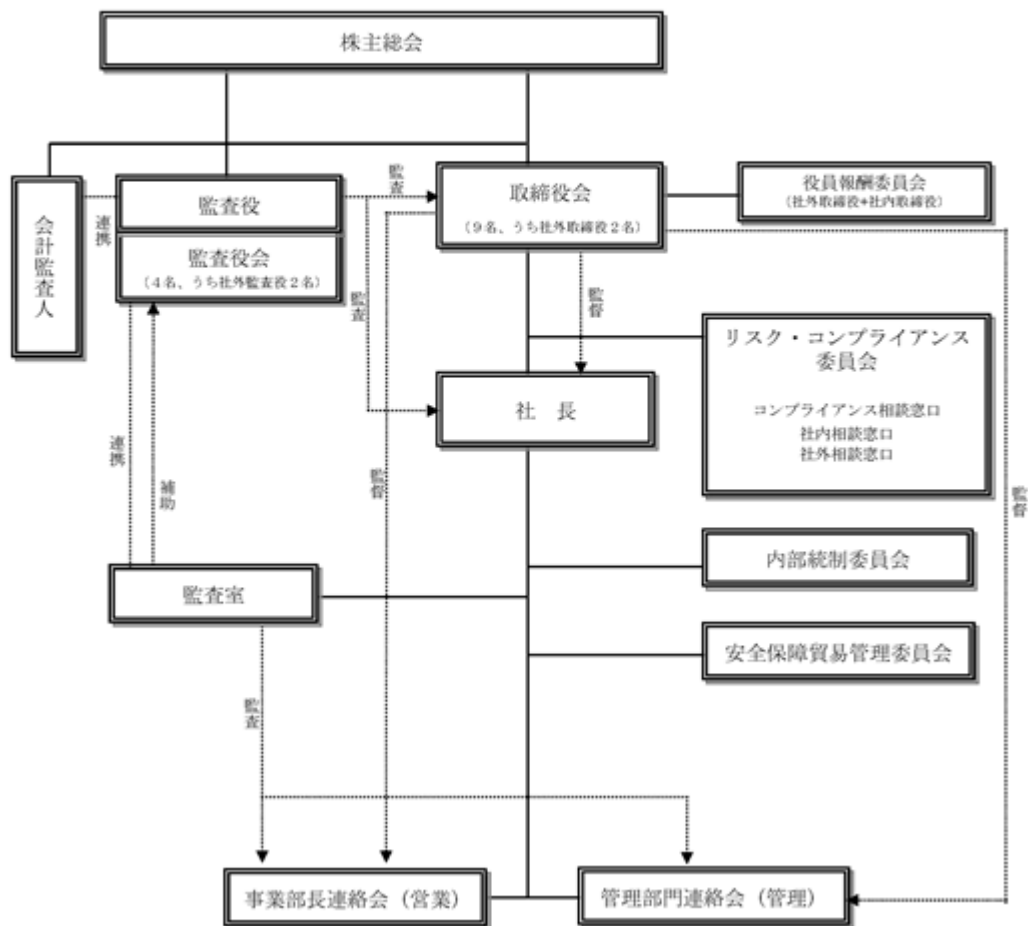 株主総会
監査
会計監査人
連携
監査役
監査役会
(4名、うち社外監査役2名)
取締役会
(9名、うち社外取締役2名)
役員報酬委員会
(社外取締役+社内取締役)
監査
監督
リスク・コンプライアンス
委員会
コンプライアンス相談窓口
社内相談窓口
社外相談窓口
社 長
連携
補助
監督
監督
内部統制委員会
監査室
安全保障貿易管理委員会
監査
事業部長連絡会(営業)
管理部門連絡会(管理)